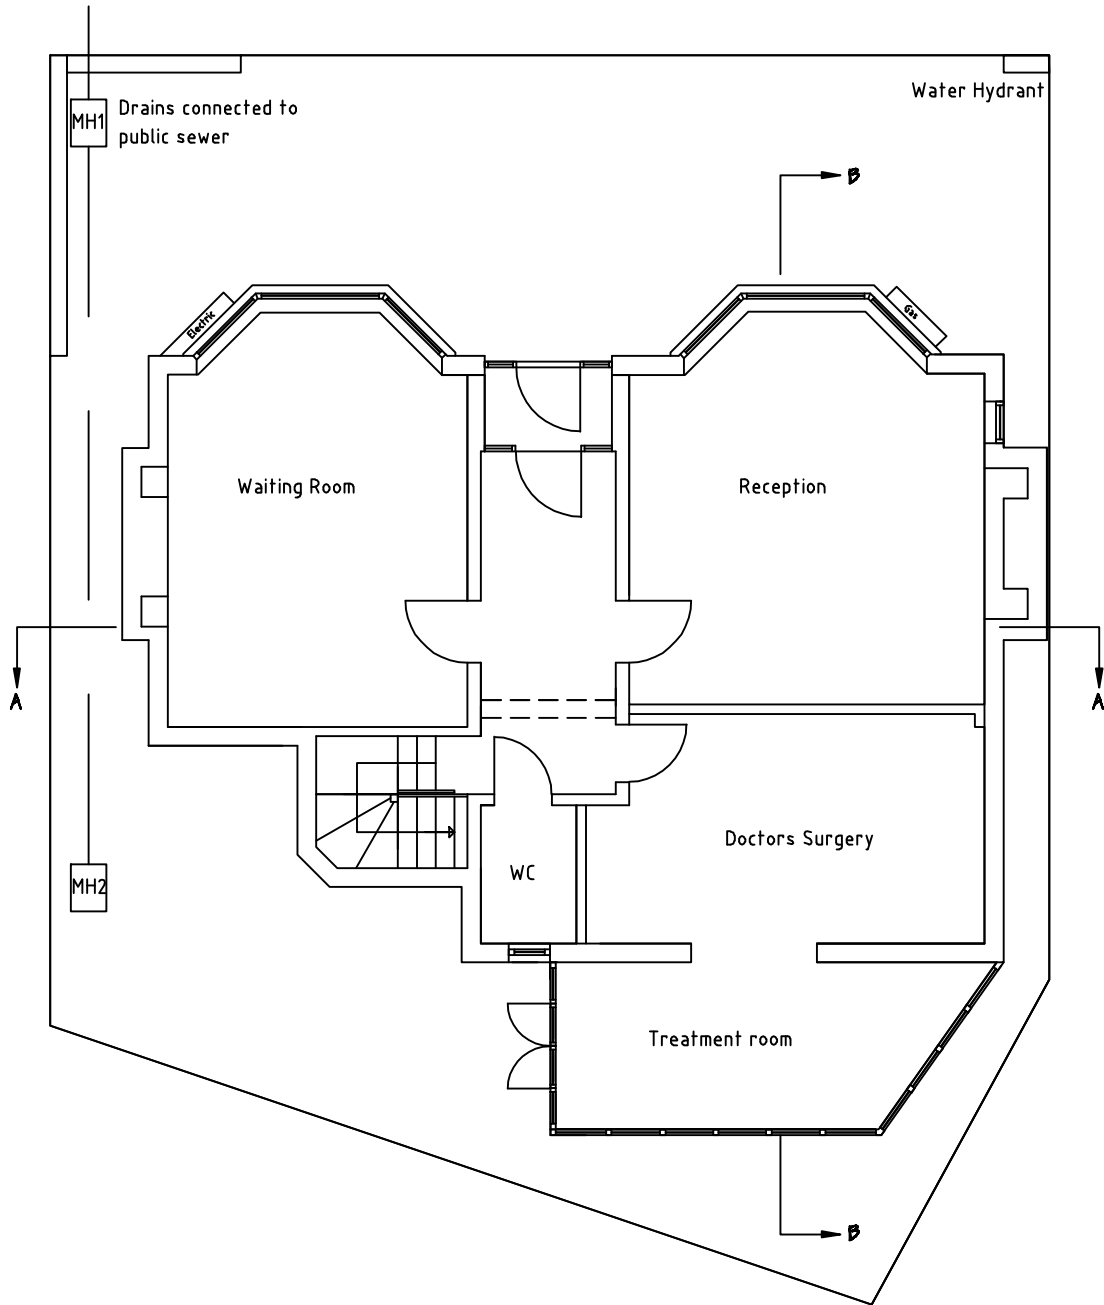 Water Hydrant
MH1
Drains connected to
public sewer
B
Electric
Gas
Waiting Room
Reception
A
A
Doctors Surgery
WC
MH2
Treatment room
B